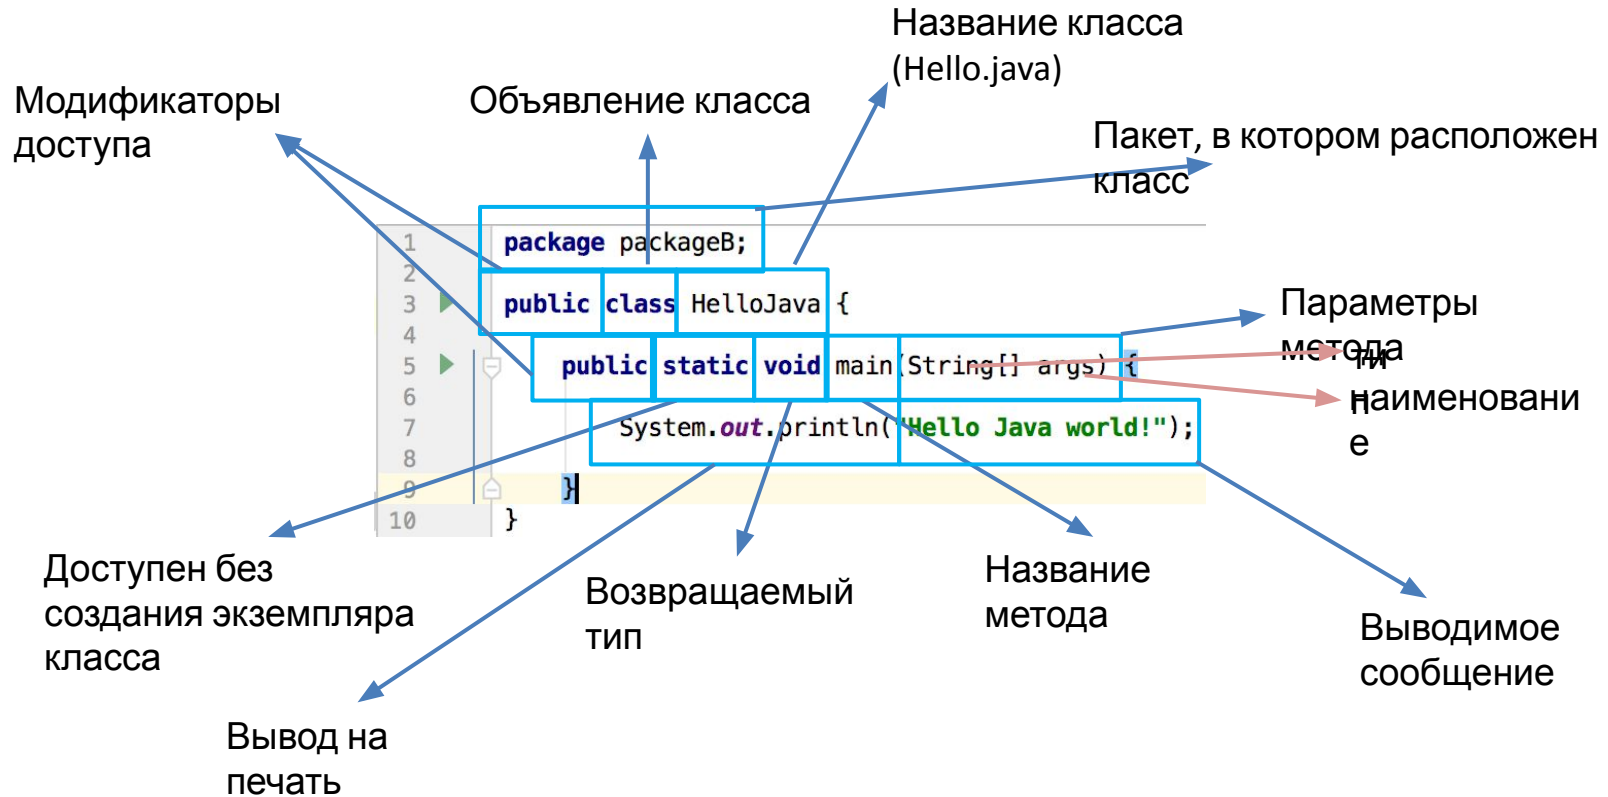 Название класса
(Hello.java)
Модификаторы
доступа
Объявление класса
Пакет, в котором расположен
класс
1 package packageB;
2
3 public class HelloJava {
4
5 public static void main(String[] args) {
6
7 System.out.println("Hello Java world!");
8
9 }
10 }
Параметры
метода
ти
п
наименовани
е
Доступен без
создания экземпляра
класса
Возвращаемый
тип
Название
метода
Выводимое
сообщение
Вывод на
печать